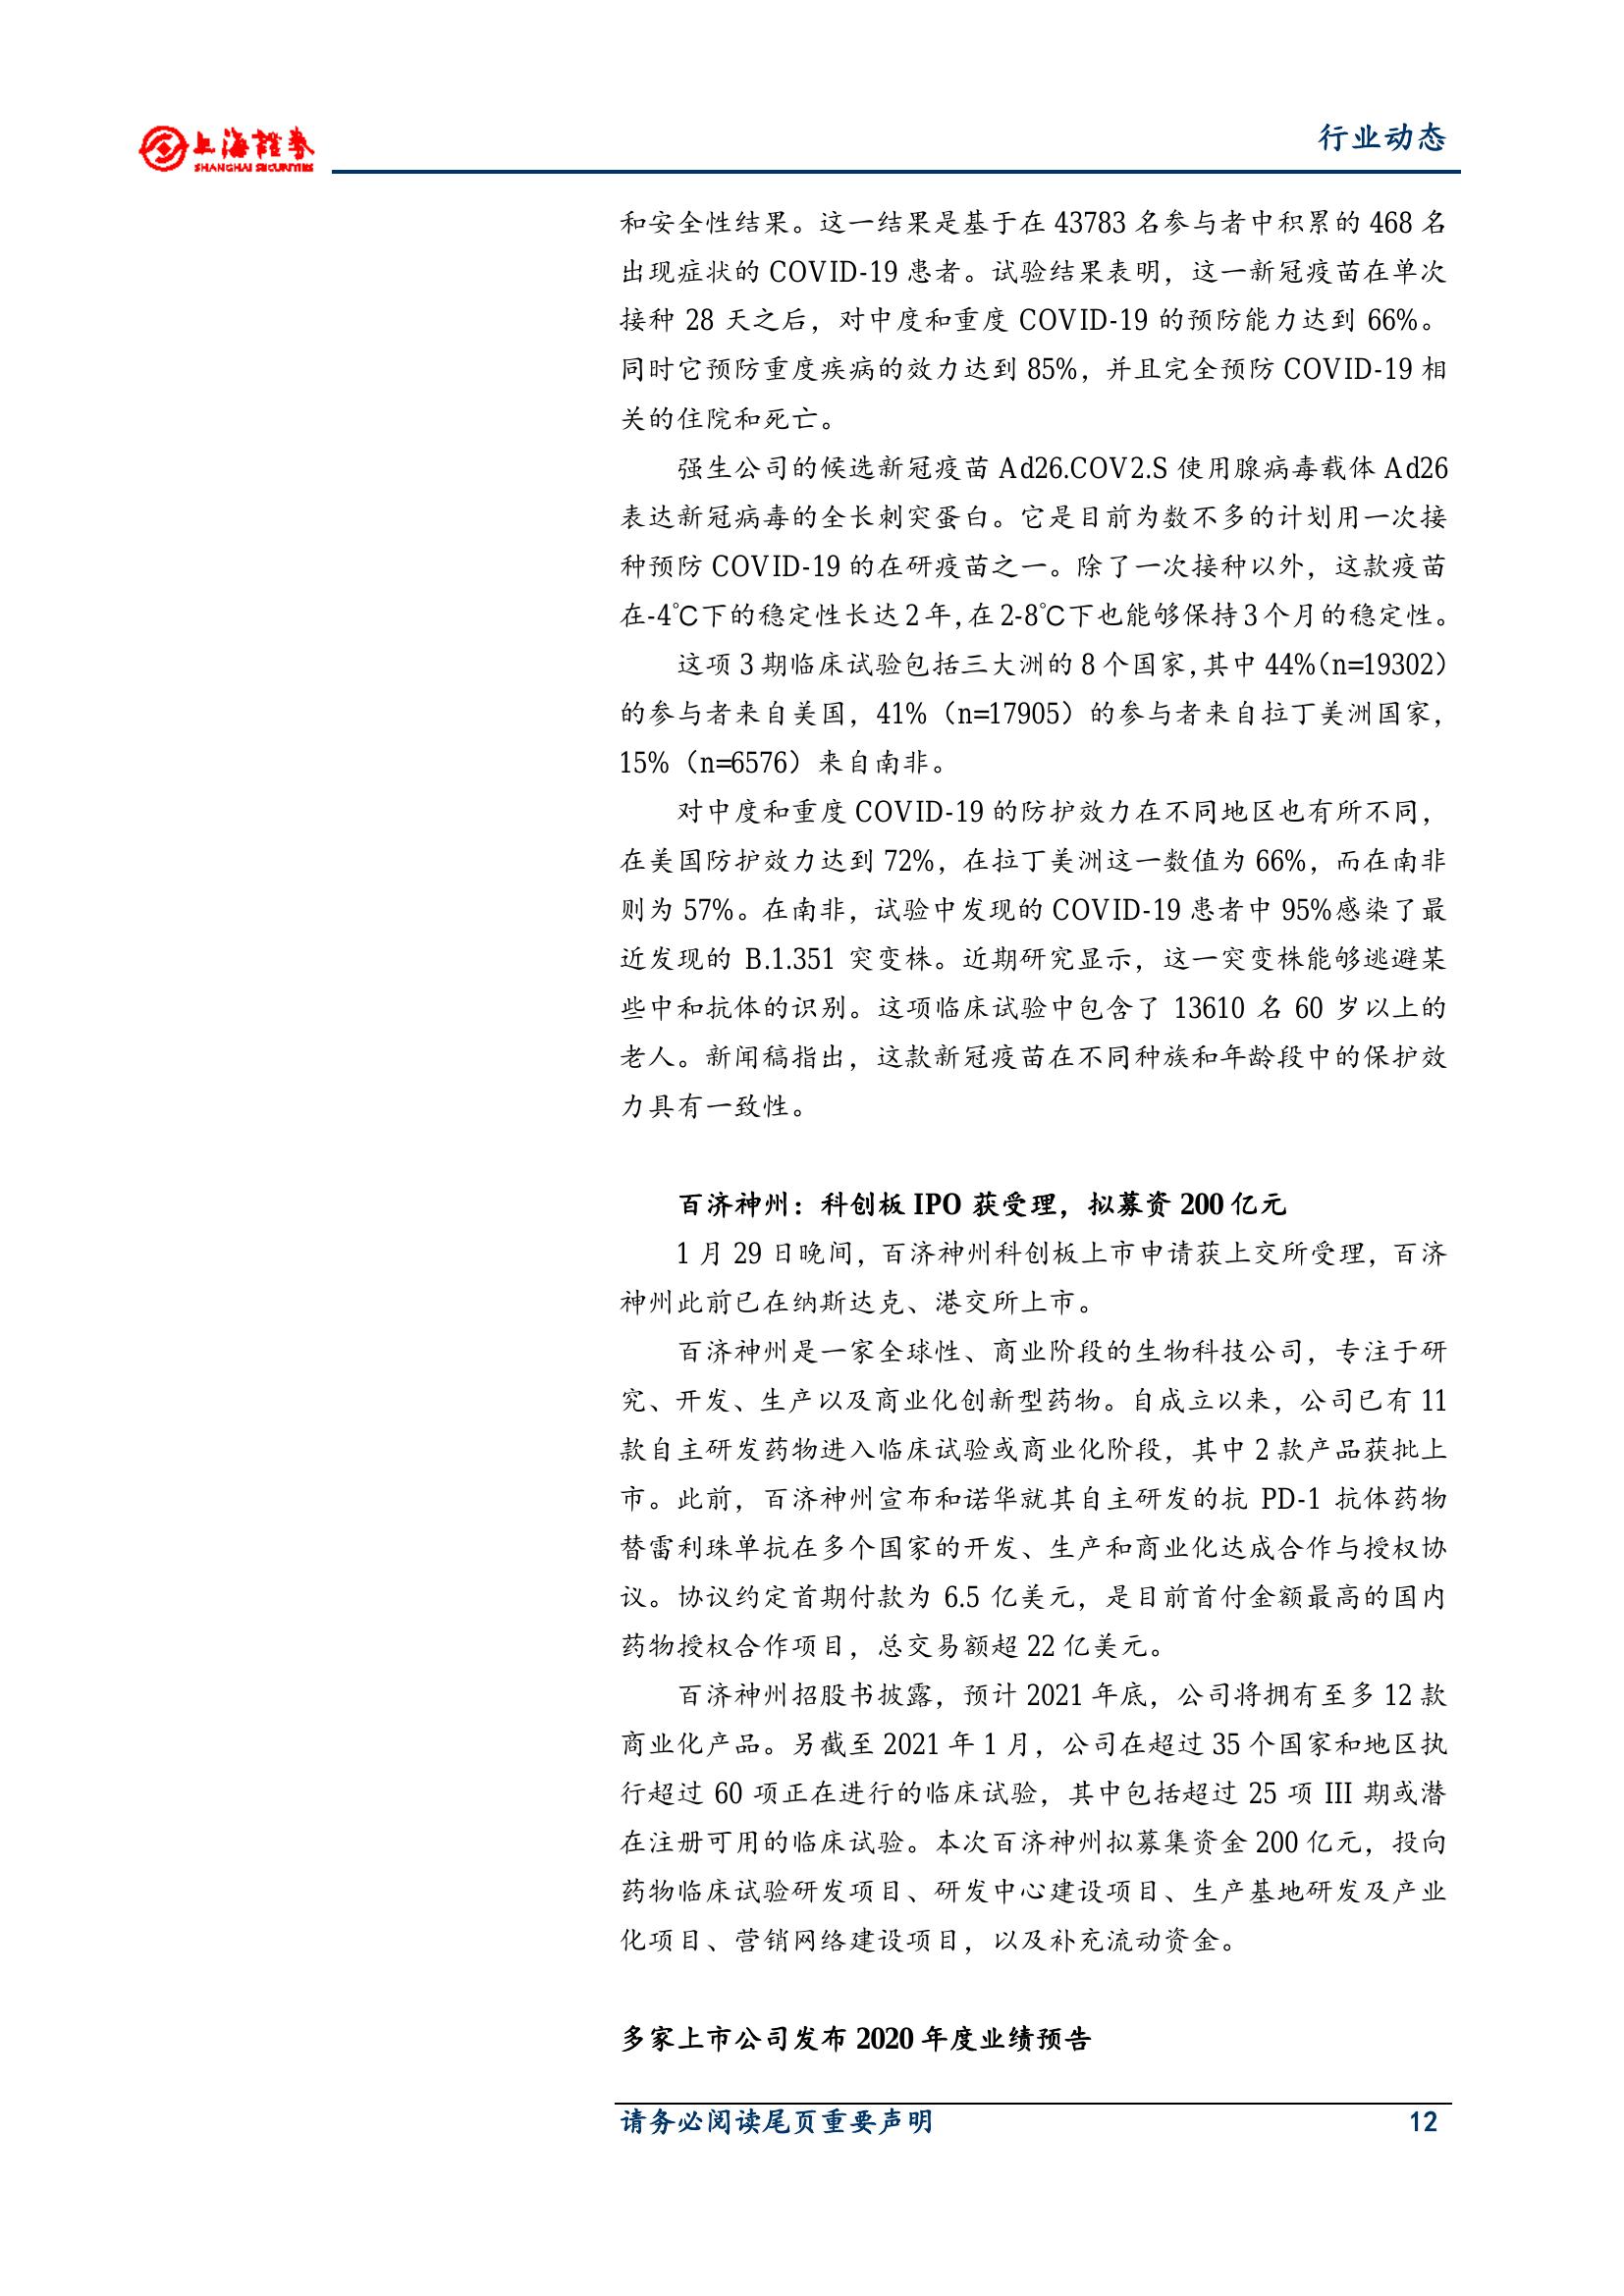 上海證券
SHANGHAI SECURITIES
行业动态
和安全性结果。这一结果是基于在 43783 名参与者中积累的 468 名
出现症状的 COVID-19 患者。试验结果表明，这一新冠疫苗在单次
接种 28 天之后，对中度和重度 COVID-19 的预防能力达到 66%。
同时它预防重度疾病的效力达到 85%，并且完全预防 COVID-19 相
关的住院和死亡。
强生公司的候选新冠疫苗 Ad26.COV2.S 使用腺病毒载体 Ad26
表达新冠病毒的全长刺突蛋白。它是目前为数不多的计划用一次接
种预防 COVID-19 的在研疫苗之一。除了一次接种以外，这款疫苗
在-4℃下的稳定性长达 2 年，在 2-8℃下也能够保持 3 个月的稳定性。
这项 3 期临床试验包括三大洲的 8 个国家，其中 44%（n=19302）
的参与者来自美国，41%（n=17905）的参与者来自拉丁美洲国家，
15%（n=6576）来自南非。
对中度和重度 COVID-19 的防护效力在不同地区也有所不同，
在美国防护效力达到 72%，在拉丁美洲这一数值为 66%，而在南非
则为 57%。在南非，试验中发现的 COVID-19 患者中 95%感染了最
近发现的 B.1.351 突变株。近期研究显示，这一突变株能够逃避某
些中和抗体的识别。这项临床试验中包含了 13610 名 60 岁以上的
老人。新闻稿指出，这款新冠疫苗在不同种族和年龄段中的保护效
力具有一致性。
百济神州：科创板 IPO 获受理，拟募资 200 亿元
1 月 29 日晚间，百济神州科创板上市申请获上交所受理，百济
神州此前已在纳斯达克、港交所上市。
百济神州是一家全球性、商业阶段的生物科技公司，专注于研
究、开发、生产以及商业化创新型药物。自成立以来，公司已有 11
款自主研发药物进入临床试验或商业化阶段，其中 2 款产品获批上
市。此前，百济神州宣布和诺华就其自主研发的抗 PD-1 抗体药物
替雷利珠单抗在多个国家的开发、生产和商业化达成合作与授权协
议。协议约定首期付款为 6.5 亿美元，是目前首付金额最高的国内
药物授权合作项目，总交易额超 22 亿美元。
百济神州招股书披露，预计 2021 年底，公司将拥有至多 12 款
商业化产品。另截至 2021 年 1 月，公司在超过 35 个国家和地区执
行超过 60 项正在进行的临床试验，其中包括超过 25 项 III 期或潜
在注册可用的临床试验。本次百济神州拟募集资金 200 亿元，投向
药物临床试验研发项目、研发中心建设项目、生产基地研发及产业
化项目、营销网络建设项目，以及补充流动资金。
多家上市公司发布 2020 年度业绩预告
请务必阅读尾页重要声明
12